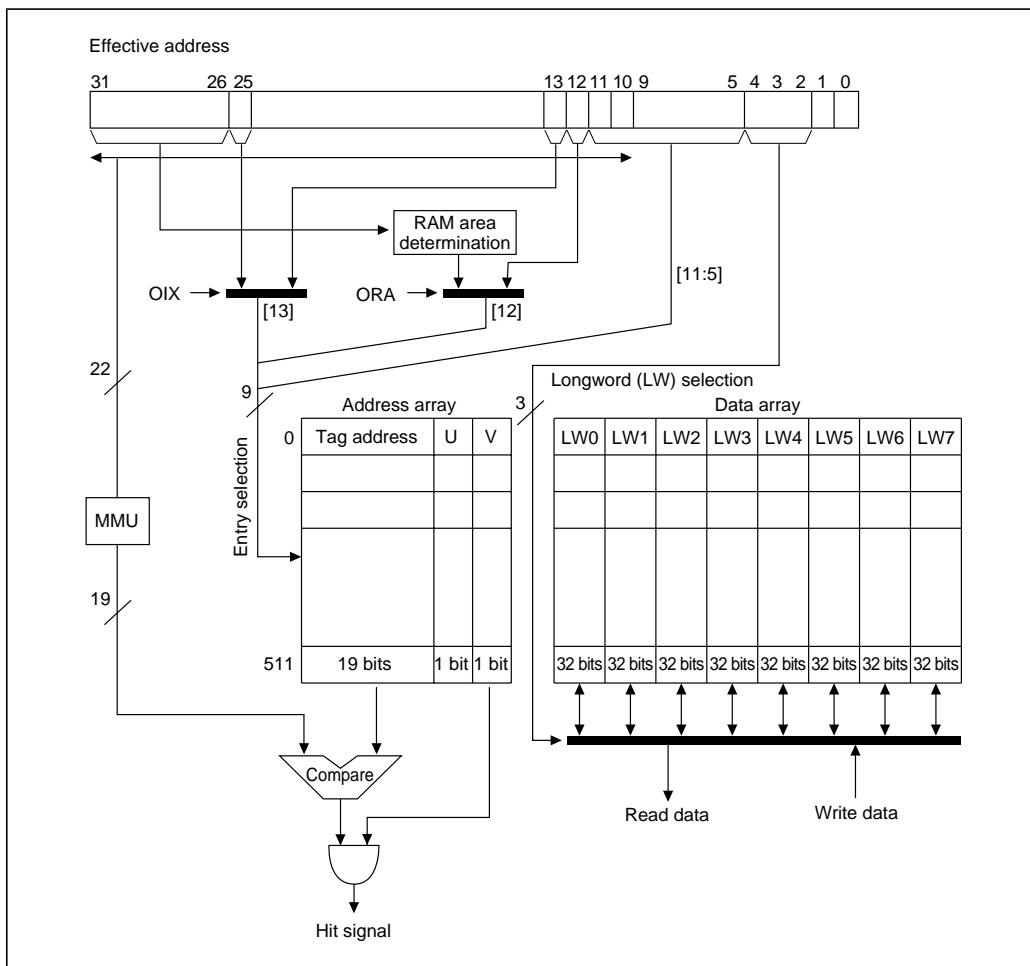 Effective address
31 26 25 13 12 11 10 9 5 4 3 2 1 0
RAM area
determination
[11:5]
OIX
ORA
[13]
[12]
22
9
Longword (LW) selection
3
Address array
Data array
0
Tag address U V
LW0 LW1 LW2 LW3 LW4 LW5 LW6 LW7
Entry selection
MMU
19
511
19 bits 1 bit 1 bit
32 bits 32 bits 32 bits 32 bits 32 bits 32 bits 32 bits 32 bits
Compare
Read data
Write data
Hit signal